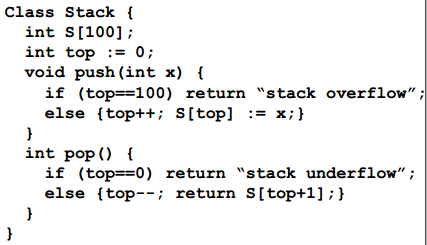 Class Stack {
  int S[100];
  int top := 0;
  void push(int x) {
    if (top==100) return “stack overflow”;
    else {top++; S[top] := x;}
  }
  int pop() {
    if (top==0) return “stack underflow”;
    else {top--; return S[top+1];}
  }
}